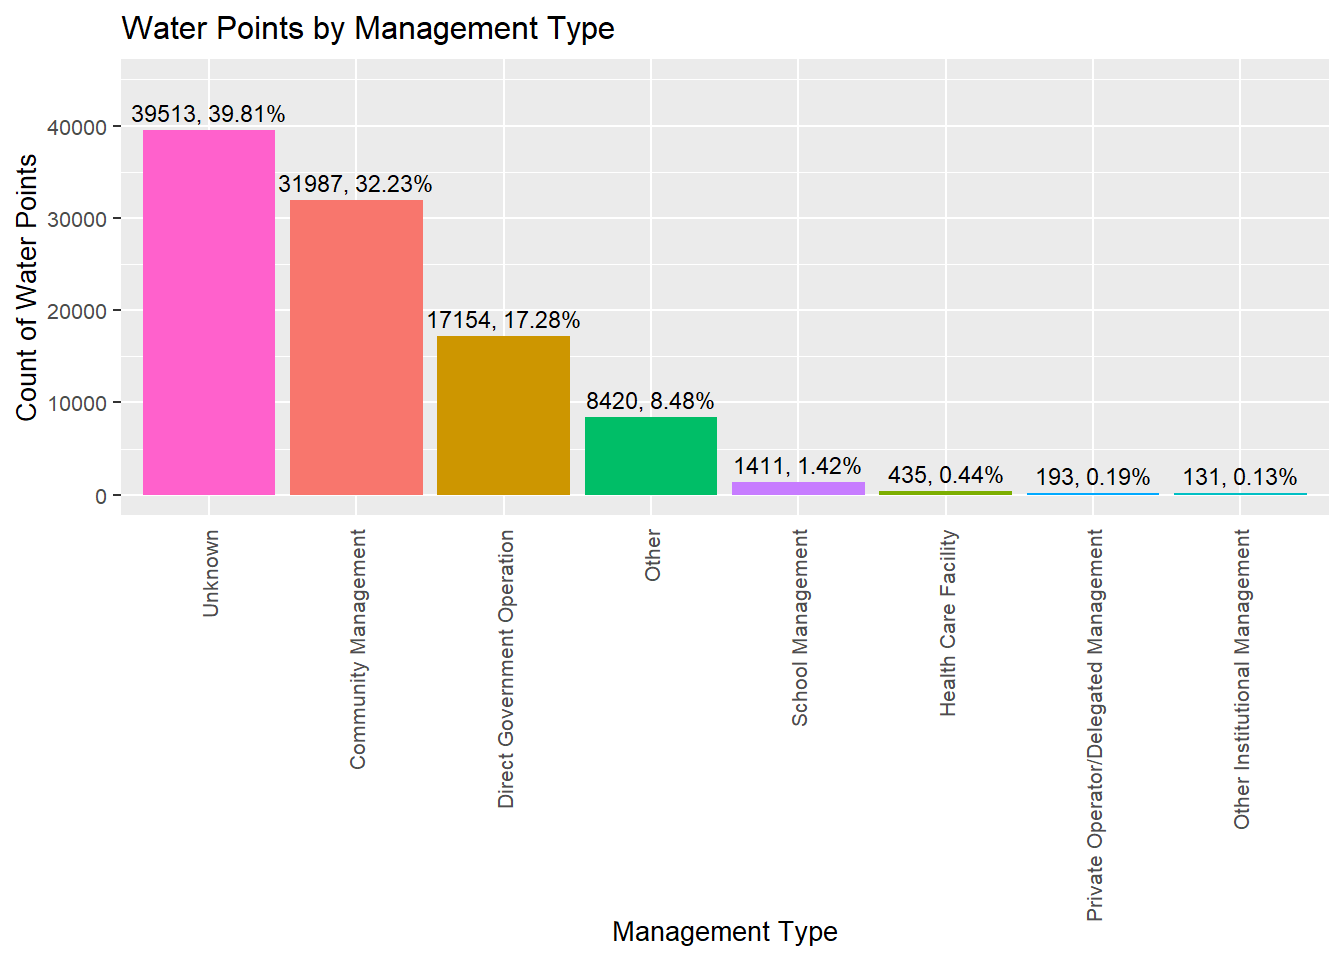 Water Points by Management Type
Count of Water Points
40000
30000
20000
10000
0
39513, 39.81%
31987, 32.23%
17154, 17.28%
8420, 8.48%
1411, 1.42%
435, 0.44%
193, 0.19%
131, 0.13%
Unknown
Community Management
Direct Government Operation
Other
School Management
Health Care Facility
Private Operator/Delegated Management
Other Institutional Management
Management Type